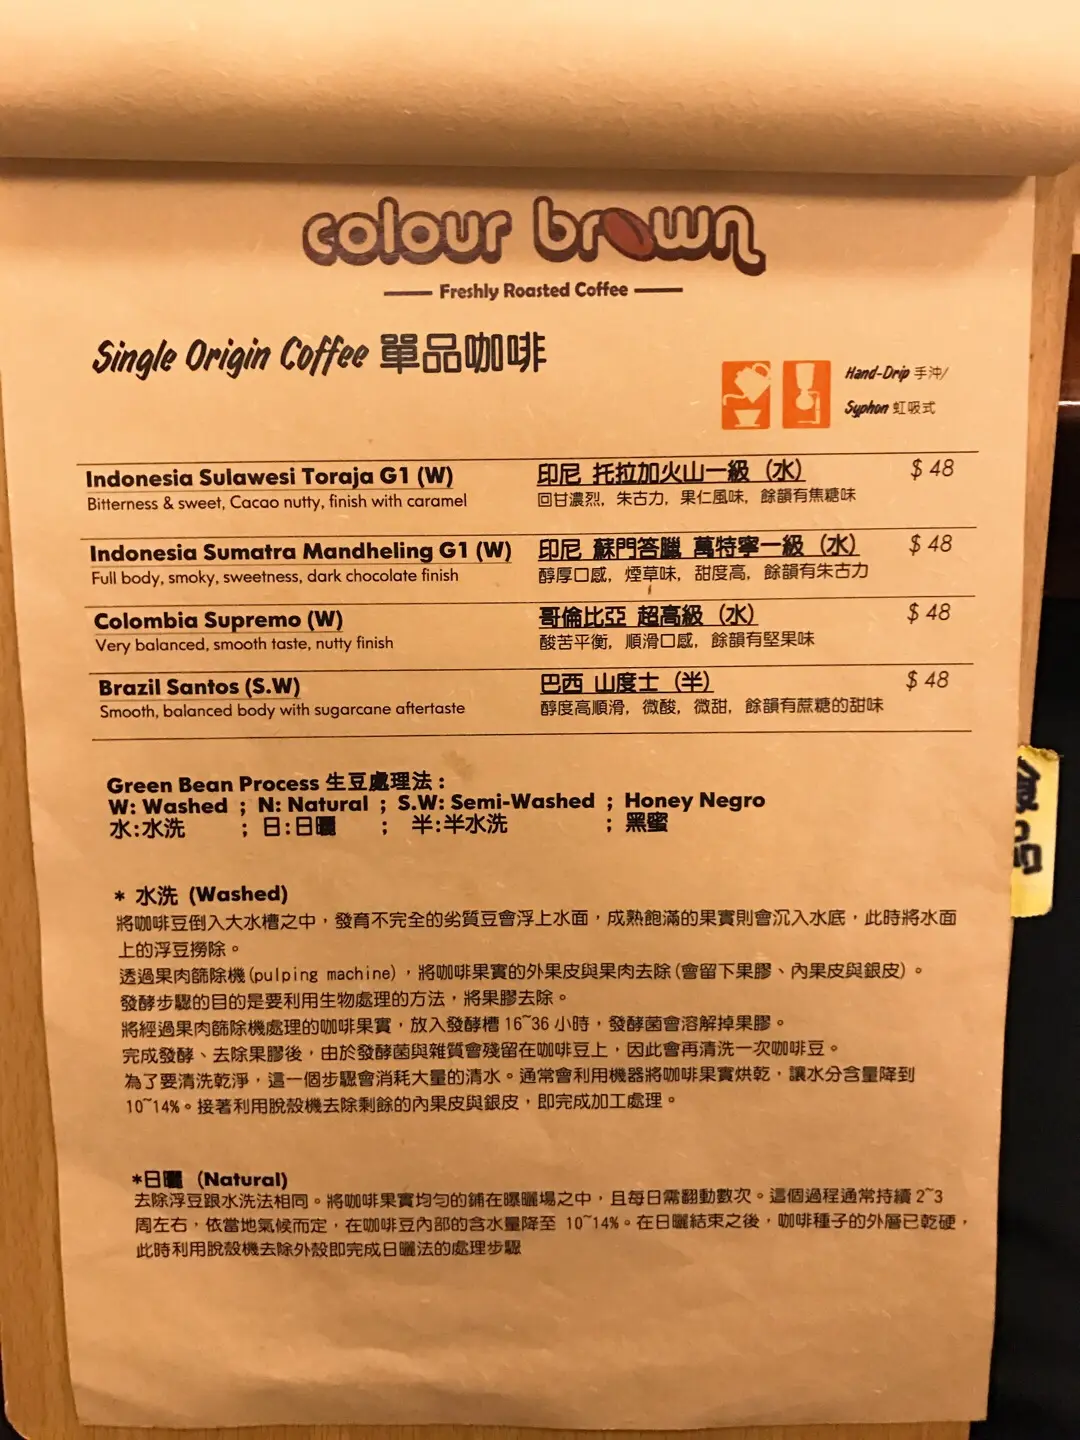 colour brown
Freshly Roasted Coffee
Single Origin Coffee 單品咖啡
Hand-Drip 手沖/
Syphon 虹吸式
Indonesia Sulawesi Toraja G1 (W) 印尼 托拉加火山一級 (水) $ 48
Bitterness & sweet, Cacao nutty, finish with caramel 回甘濃烈, 朱古力, 果仁風味, 餘韻有焦糖味
Indonesia Sumatra Mandheling G1 (W) 印尼 蘇門答臘 萬特寧一級 (水) $ 48
Full body, smoky, sweetness, dark chocolate finish 醇厚口感, 煙草味, 甜度高, 餘韻有朱古力
Colombia Supremo (W) 哥倫比亞 超高級 (水) $ 48
Very balanced, smooth taste, nutty finish 酸苦平衡, 順滑口感, 餘韻有堅果味
Brazil Santos (S.W) 巴西 山度士 (半) $ 48
Smooth, balanced body with sugarcane aftertaste 醇度高順滑, 微酸, 微甜, 餘韻有蔗糖的甜味
Green Bean Process 生豆處理法 :
W: Washed ; N: Natural ; S.W: Semi-Washed ; Honey Negro
水:水洗 ; 日:日曬 ; 半:半水洗 ; 黑蜜
* 水洗 (Washed)
將咖啡豆倒入大水槽之中，發育不完全的劣質豆會浮上水面，成熟飽滿的果實則會沉入水底，此時將水面
上的浮豆撈除。
透過果肉篩除機(pulping machine)，將咖啡果實的外果皮與果肉去除(會留下果膠、內果皮與銀皮)。
發酵步驟的目的是要利用生物處理的方法，將果膠去除。
將經過果肉篩除機處理的咖啡果實，放入發酵槽 16~36 小時，發酵菌會溶解掉果膠。
完成發酵、去除果膠後，由於發酵菌與雜質會殘留在咖啡豆上，因此會再清洗一次咖啡豆。
為了要清洗乾淨，這一個步驟會消耗大量的清水。通常會利用機器將咖啡果實烘乾，讓水分含量降到
10~14%。接著利用脫殼機去除剩餘的內果皮與銀皮，即完成加工處理。
*日曬 (Natural)
去除浮豆跟水洗法相同。將咖啡果實均勻的鋪在曝曬場之中，且每日需翻動數次。這個過程通常持續 2~3
周左右，依當地氣候而定，在咖啡豆內部的含水量降至 10~14%。在日曬結束之後，咖啡種子的外層已乾硬，
此時利用脫殼機去除外殼即完成日曬法的處理步驟
食品